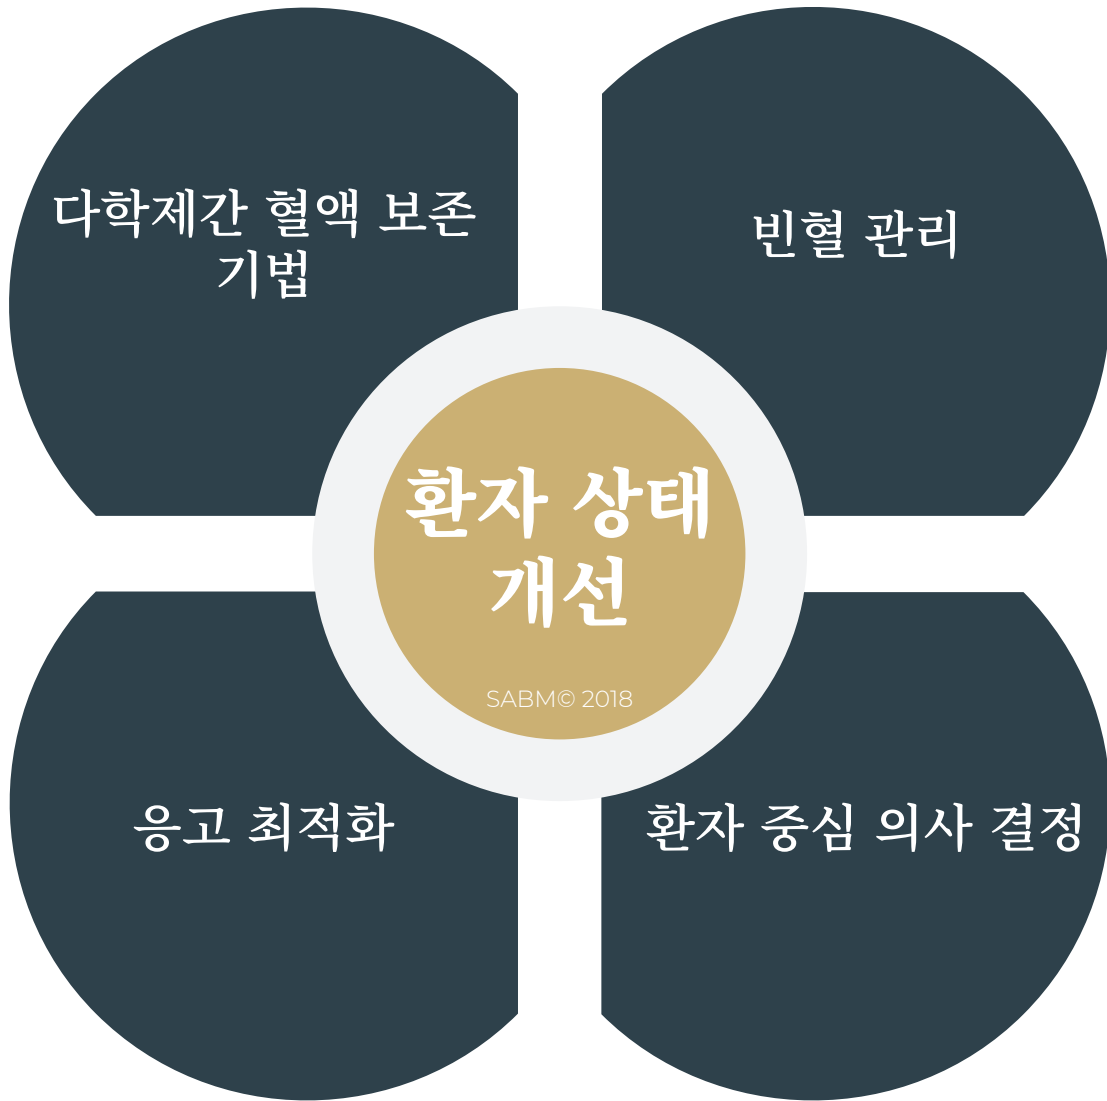 다학제간 혈액 보존
기법
빈혈 관리
환자 상태
개선
SABM© 2018
응고 최적화
환자 중심 의사 결정